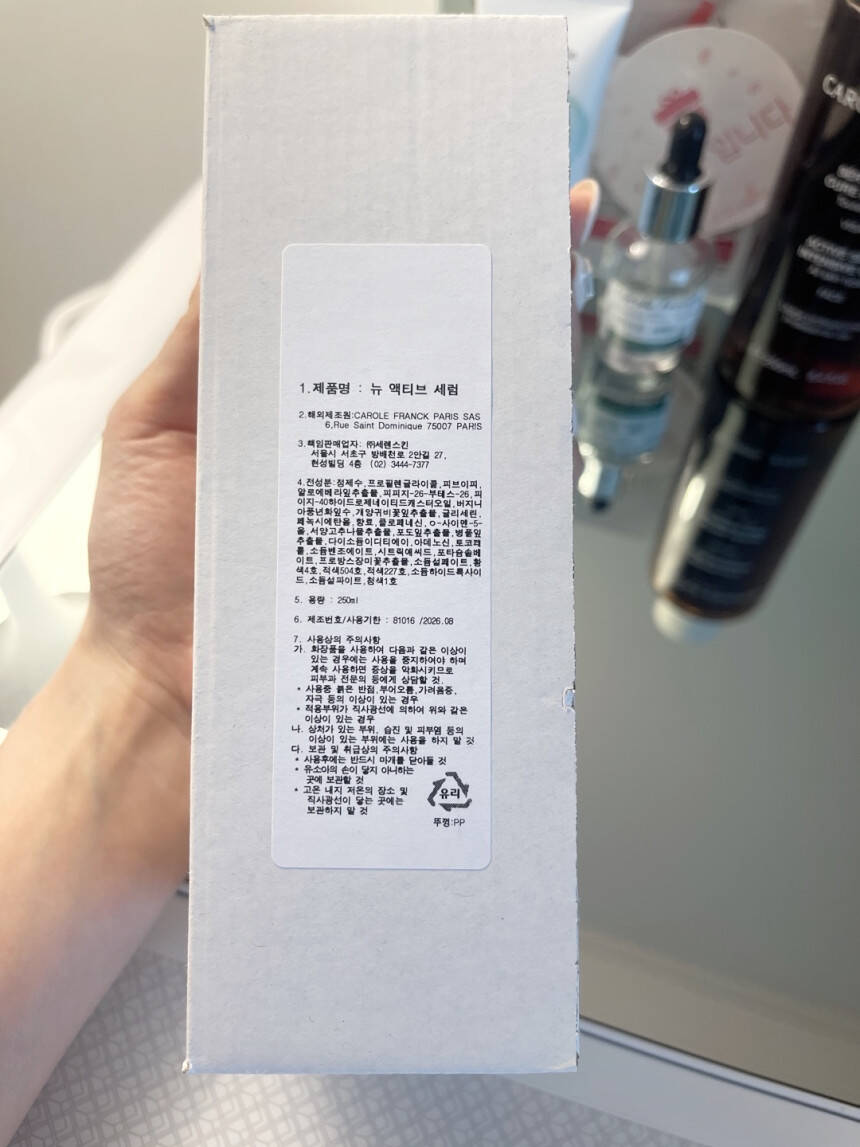 1.제품명 : 뉴 액티브 세럼
2.해외제조원:CAROLE FRANCK PARIS SAS
6,Rue Saint Dominique 75007 PARIS
3.책임판매업자: ㈜세렌스킨
서울시 서초구 방배천로 2안길 27,
현성빌딩 4층 (02) 3444-7377
4.전성분:정제수,프로필렌글라이콜,피브이피,
알로에베라잎추출물,피피지-26-부테스-26,피
이지-40하이드로제네이티드캐스터오일,버지니
아풍년화잎수,개양귀비꽃잎추출물,글리세린,
페녹시에탄올,향료,클로페네신,o-사이멘-5-
올,서양고추나물추출물,포도잎추출물,병풀잎
추출물,다이소듐이디티에이,아데노신,토코페
롤,소듐벤조에이트,시트릭애씨드,포타슘솔베
이트,프로방스장미꽃추출물,소듐설페이트,황
색4호,적색504호,적색227호,소듐하이드록사이
드,소듐설파이트,청색1호
5. 용량 : 250ml
6. 제조번호/사용기한 : 81016 /2026.08
7. 사용상의 주의사항
가. 화장품을 사용하여 다음과 같은 이상이
있는 경우에는 사용을 중지하여야 하며
계속 사용하면 증상을 악화시키므로
피부과 전문의 등에게 상담할 것.
* 사용중 붉은 반점,부어오름,가려움증,
자극 등의 이상이 있는 경우
* 적용부위가 직사광선에 의하여 위와 같은
이상이 있는 경우
나. 상처가 있는 부위, 습진 및 피부염 등의
이상이 있는 부위에는 사용을 하지 말 것
다. 보관 및 취급상의 주의사항
* 사용후에는 반드시 마개를 닫아둘 것
* 유소아의 손이 닿지 아니하는
곳에 보관할 것
* 고온 내지 저온의 장소 및
직사광선이 닿는 곳에는
보관하지 말 것
유리
뚜껑:PP
입니다